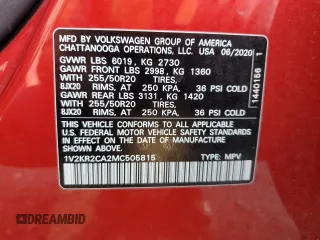 MFD BY VOLKSWAGEN GROUP OF AMERICA
CHATTANOOGA OPERATIONS, LLC. USA 06/2020
GVWR LBS 6019, KG 2730
GAWR FRONT LBS 2998, KG 1360
WITH 255/50R20 TIRES,
8JX20 RIMS, AT 250 KPA, 36 PSI COLD
GAWR REAR LBS 3131, KG 1420
WITH 255/50R20 TIRES,
8JX20 RIMS, AT 250 KPA, 36 PSI COLD
THIS VEHICLE CONFORMS TO ALL APPLICABLE U.S.
FEDERAL MOTOR VEHICLE SAFETY STANDARDS
IN EFFECT ON THE DATE OF MANUFACTURE
SHOWN ABOVE.
1V2KR2CA2MC505815 TYPE: MPV
1440156 1
DREAMBID
DREAMBID.COM